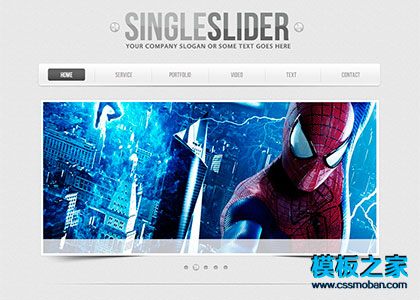 SINGLESLIDER
YOUR COMPANY SLOGAN OR SOME TEXT GOES HERE
HOME SERVICE PORTFOLIO VIDEO TEXT CONTACT
模板之家
www.cssmoban.com